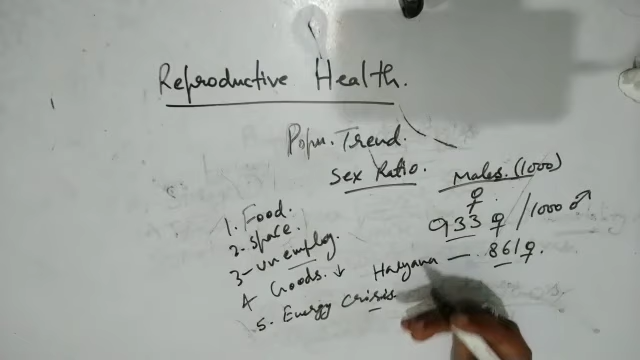 Reproductive Health.
Popu. Trend.
Sex Ratio.
Males. (1000)
♀
933 ♀ / 1000 ♂
Haryana — 861♀.
1. Food.
2. Space.
3. Unemploy.
4 Goods. ↓
5. Energy Crisis